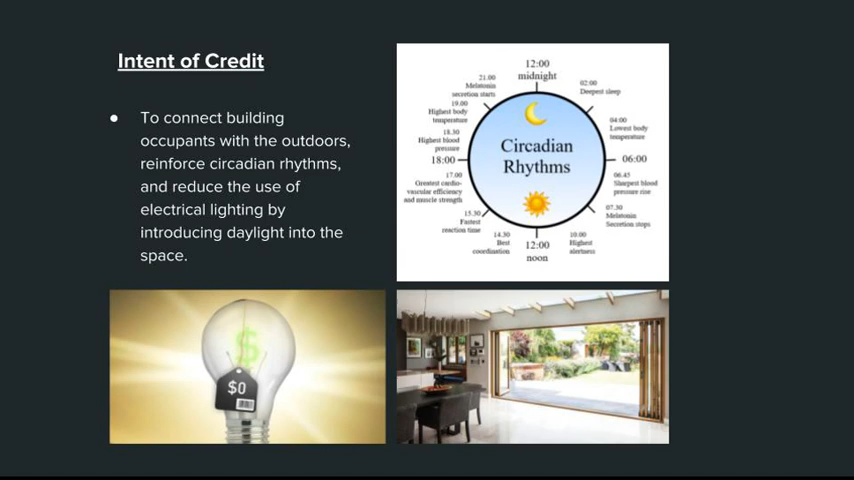 Intent of Credit
● To connect building
occupants with the outdoors,
reinforce circadian rhythms,
and reduce the use of
electrical lighting by
introducing daylight into the
space.
12:00
midnight
02:00
Deepest sleep
04:00
Lowest body
temperature
06:00
06.45
Sharpest blood
pressure rise
07.30
Melatonin
Secretion stops
10:00
Highest
alertness
12:00
noon
14.30
Best
coordination
15.30
Fastest
reaction time
17.00
Greatest cardio-
vascular efficiency
and muscle strength
18:00
18.30
Highest blood
pressure
19.00
Highest body
temperature
21.00
Melatonin
secretion starts
Circadian
Rhythms
$
$0